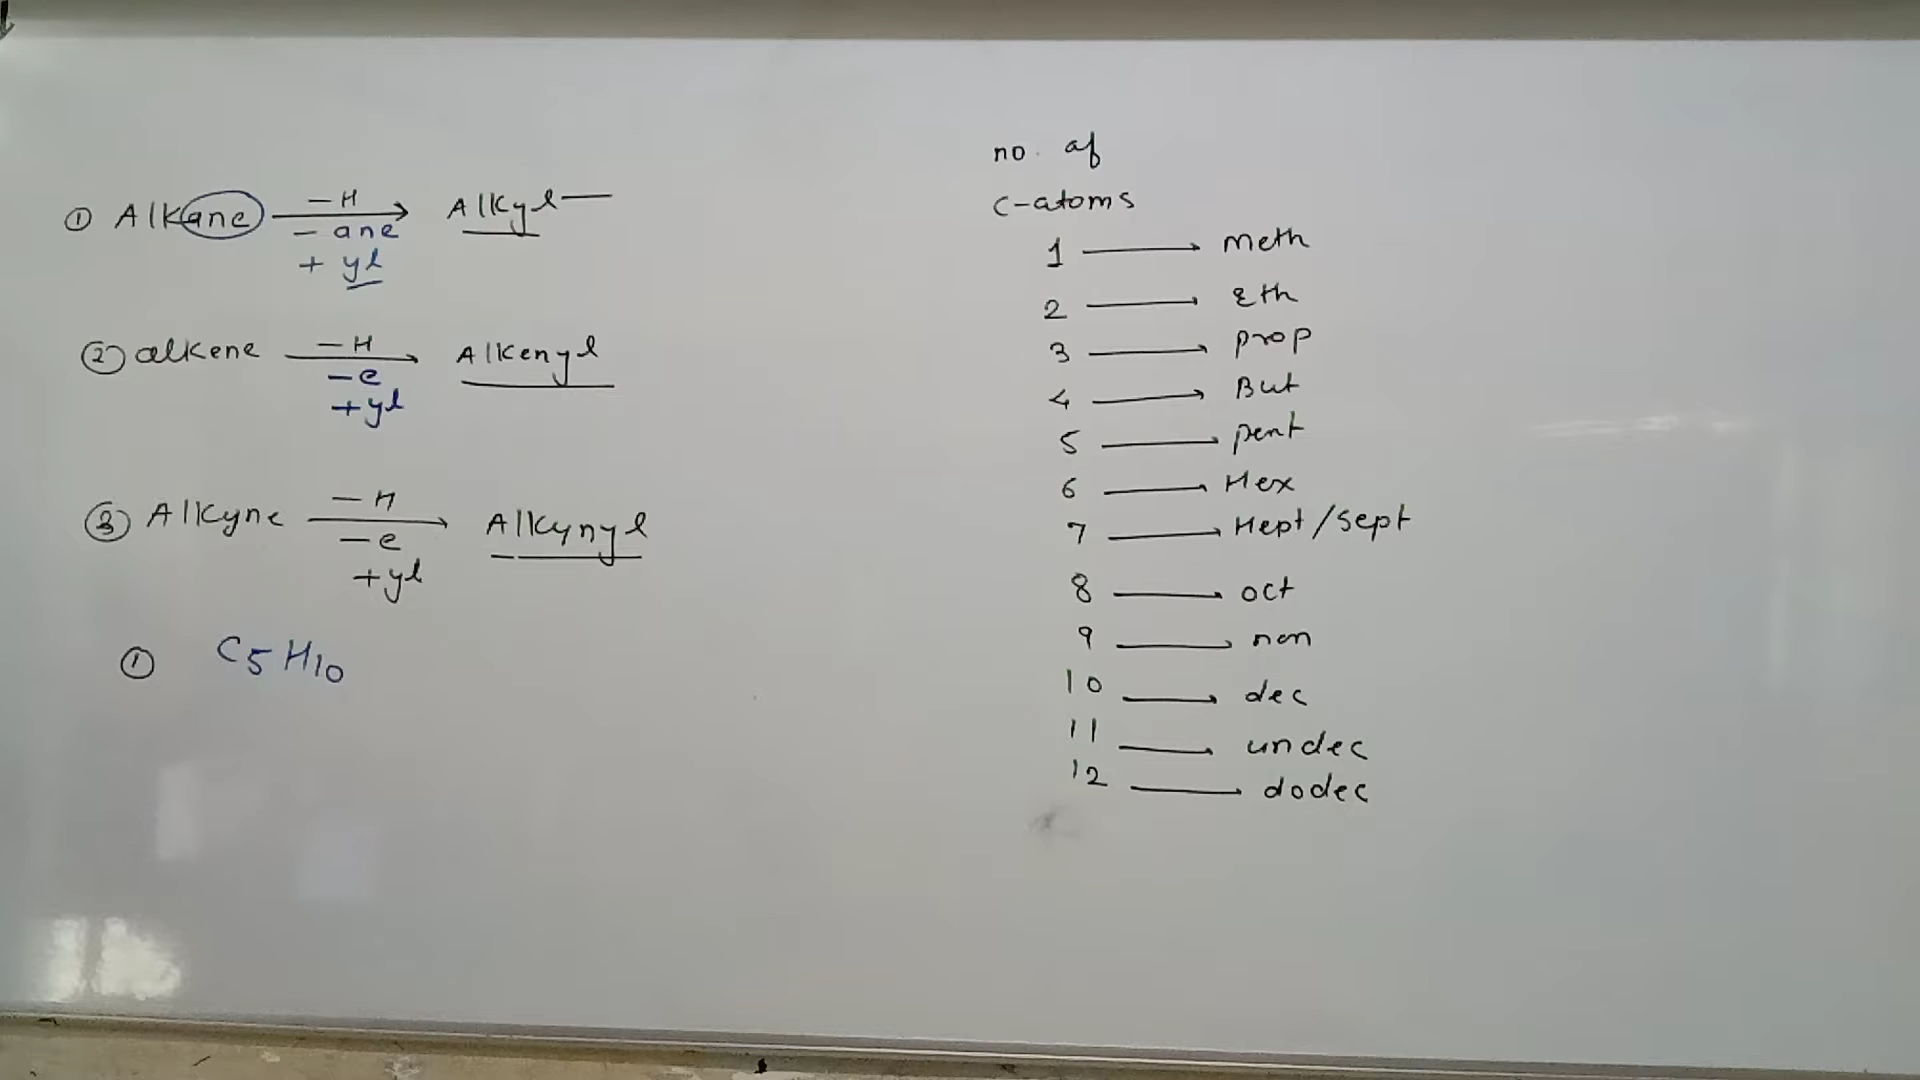 ① Alkane —H→ Alkyl—
- ane
+ yl
② alkene —H→ Alkenyl
- e
+yl
③ Alkyne —H→ Alkynyl
- e
+yl
① C5H10
no. of
C-atoms
1 → meth
2 → Eth
3 → prop
4 → But
5 → pent
6 → Hex
7 → Hept/sept
8 → oct
9 → non
10 → dec
11 → undec
12 → dodec